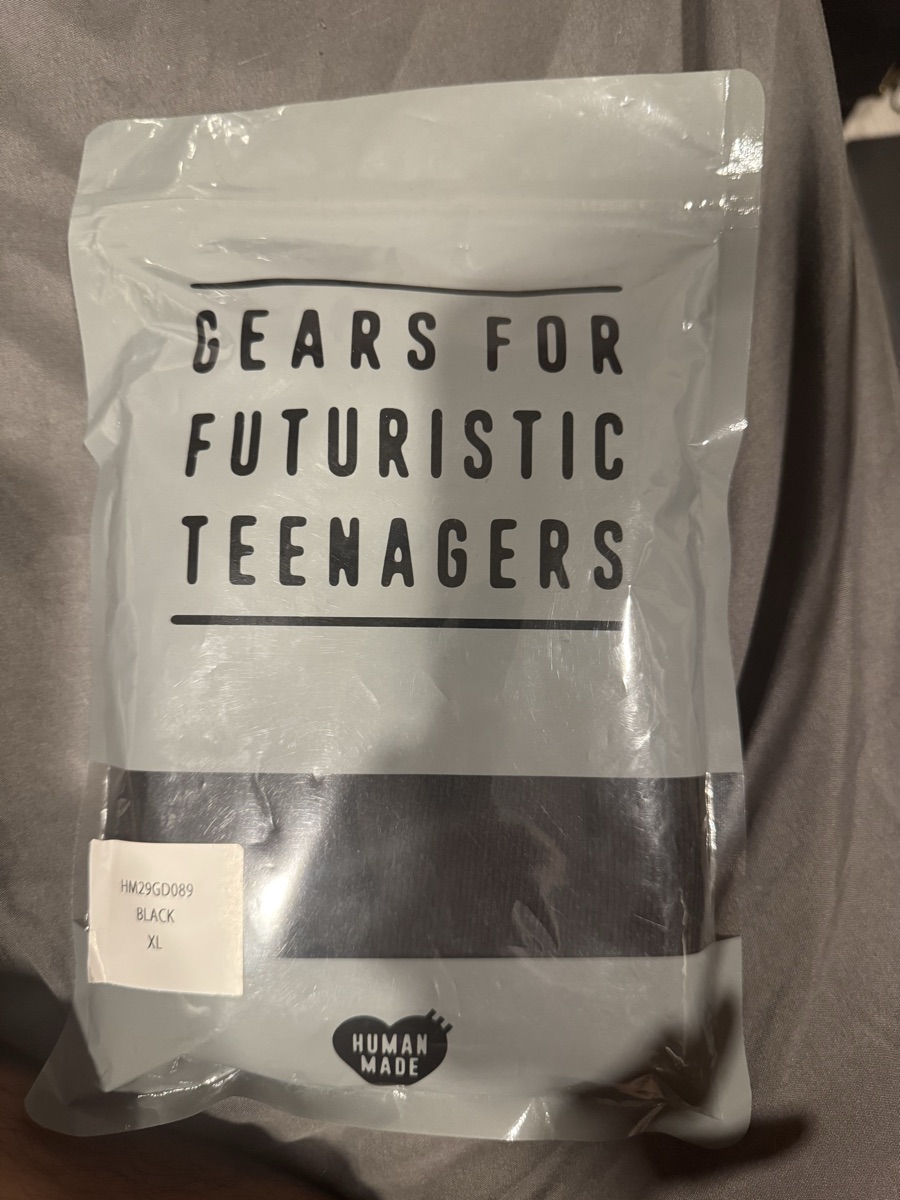 GEARS FOR
FUTURISTIC
TEENAGERS
HM29GD089
BLACK
XL
HUMAN
MADE